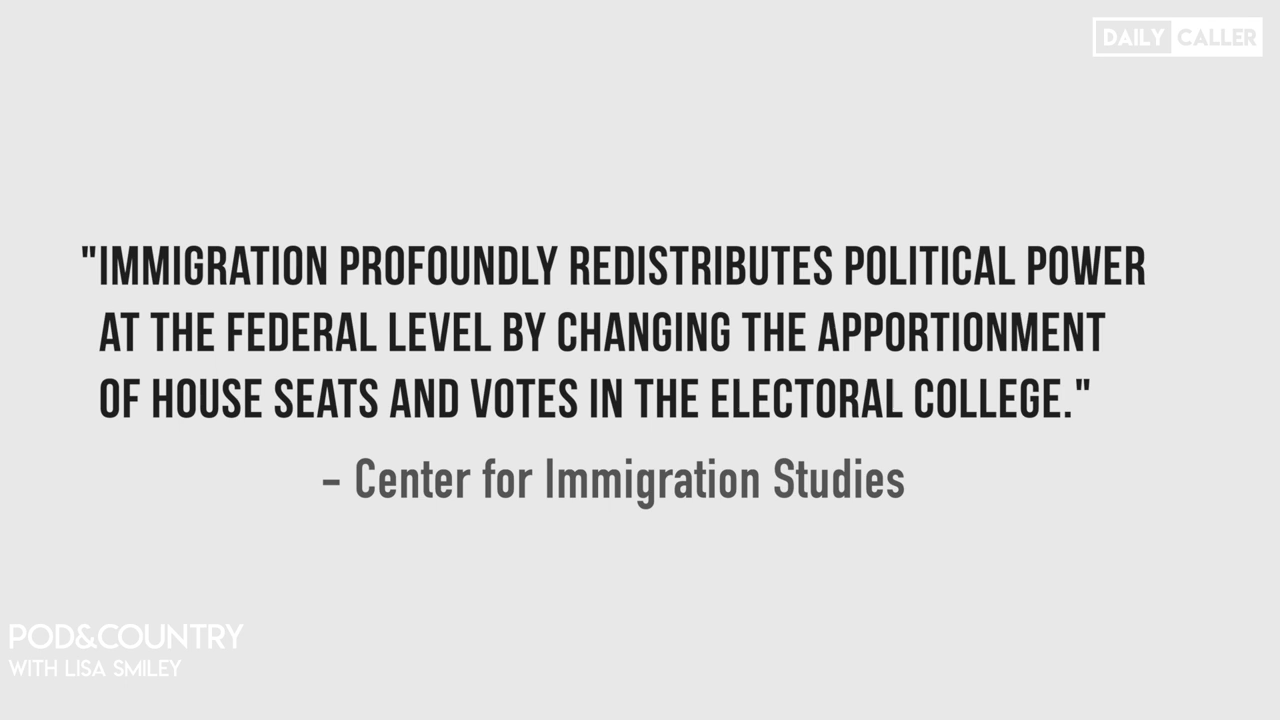 DAILY CALLER
"IMMIGRATION PROFOUNDLY REDISTRIBUTES POLITICAL POWER
AT THE FEDERAL LEVEL BY CHANGING THE APPORTIONMENT
OF HOUSE SEATS AND VOTES IN THE ELECTORAL COLLEGE."
– Center for Immigration Studies
POD&COUNTRY
WITH LISA SMILEY